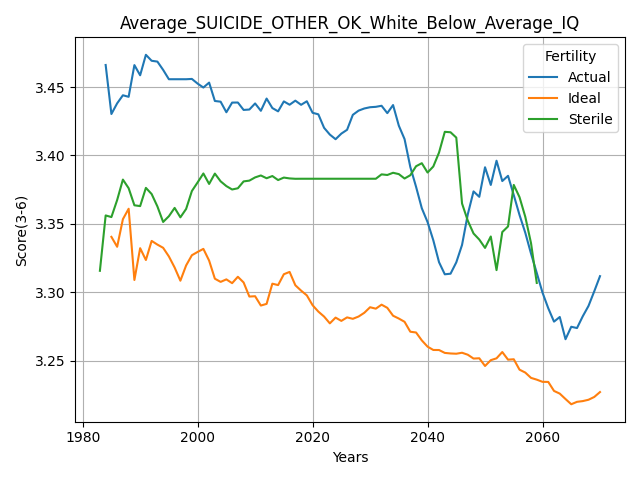 Average_SUICIDE_OTHER_OK_White_Below_Average_IQ
Fertility
Actual
Ideal
Sterile
Score(3-6)
3.45
3.40
3.35
3.30
3.25
1980
2000
2020
2040
2060
Years